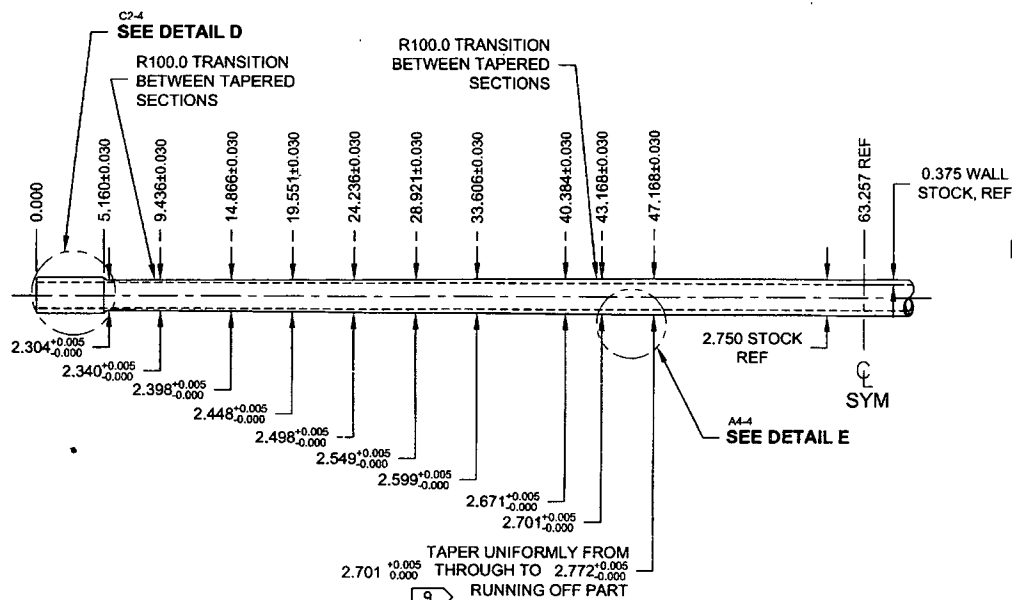 C2-4
SEE DETAIL D
R100.0 TRANSITION
BETWEEN TAPERED
SECTIONS
R100.0 TRANSITION
BETWEEN TAPERED
SECTIONS
0.000
5.160±0.030
9.436±0.030
14.866±0.030
19.551±0.030
24.236±0.030
28.921±0.030
33.606±0.030
40.384±0.030
43.168±0.030
47.168±0.030
63.257 REF
0.375 WALL
STOCK, REF
2.304 +0.005 -0.000
2.340 +0.005 -0.000
2.398 +0.005 -0.000
2.448 +0.005 -0.000
2.498 +0.005 -0.000
2.549 +0.005 -0.000
2.599 +0.005 -0.000
2.671 +0.005 -0.000
2.701 +0.005 -0.000
2.750 STOCK
REF
CL
SYM
A4-4
SEE DETAIL E
TAPER UNIFORMLY FROM
2.701 +0.005 0.000 THROUGH TO 2.772 +0.005 -0.000
9 RUNNING OFF PART